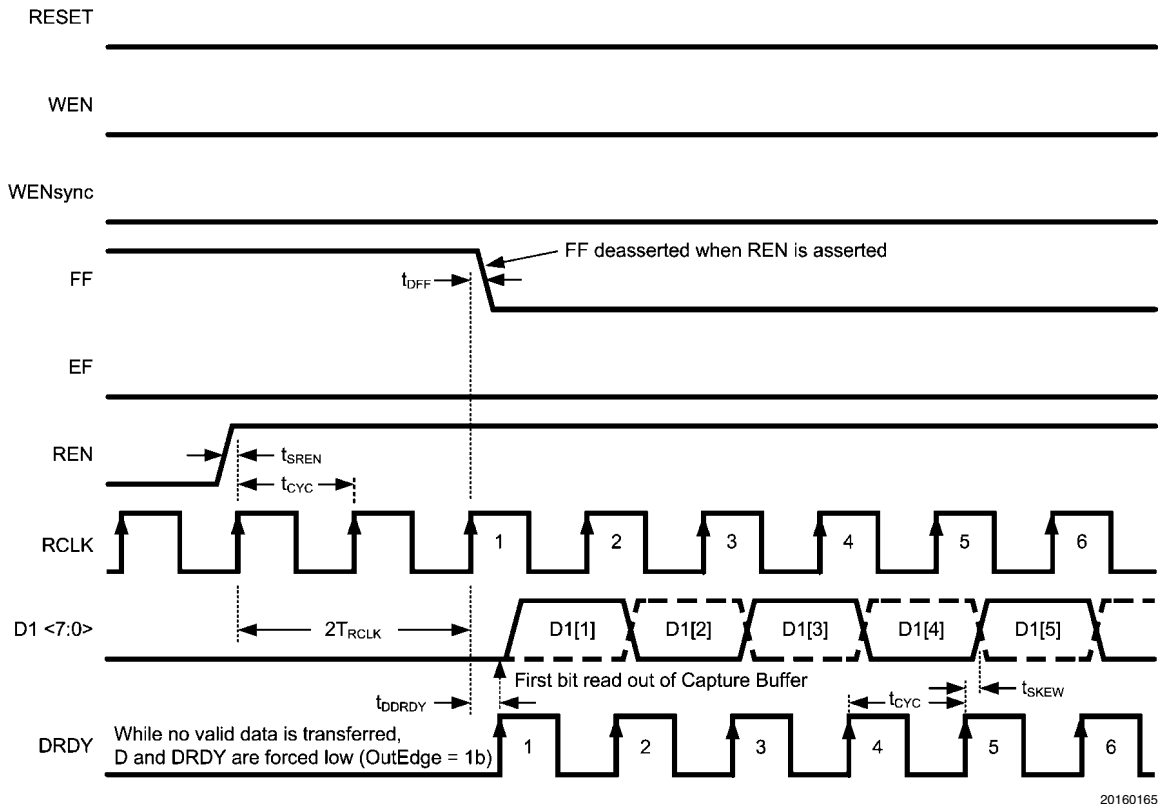 RESET
WEN
WENsync
FF deasserted when REN is asserted
FF
tDFF
EF
REN
tSREN
tCYC
RCLK
1 2 3 4 5 6
D1 <7:0>
2TRCLK
D1[1] D1[2] D1[3] D1[4] D1[5]
First bit read out of Capture Buffer
tDDRDY
tCYC
tSKEW
DRDY
While no valid data is transferred,
D and DRDY are forced low (OutEdge = 1b)
1 2 3 4 5 6
20160165